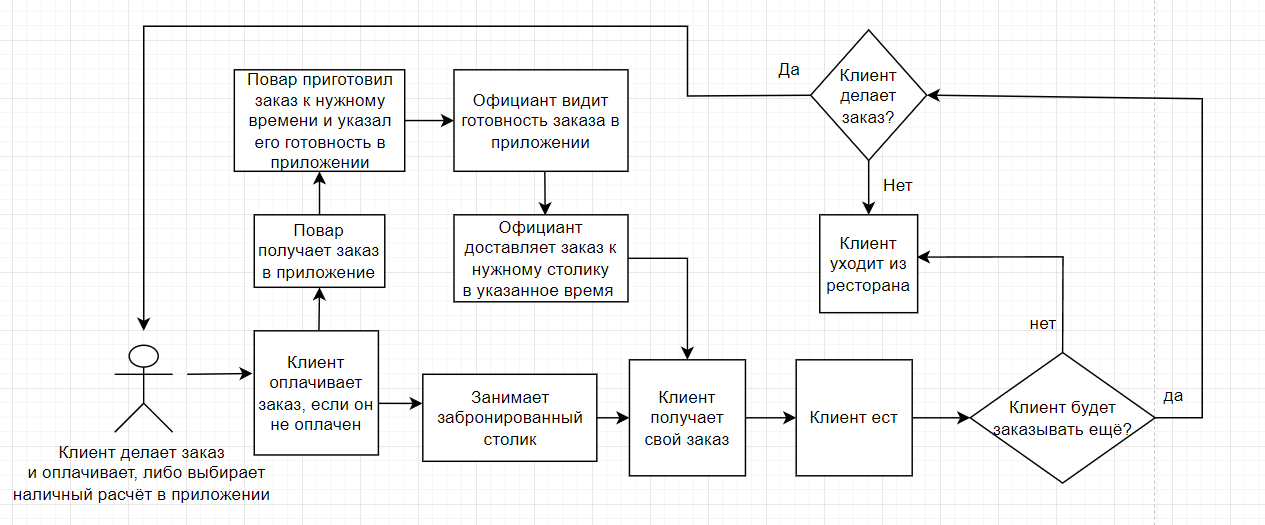 Да
Клиент
делает
заказ?
Повар приготовил
заказ к нужному
времени и указал
его готовность в
приложении
Официант видит
готовность заказа в
приложении
Нет
Повар
получает заказ
в приложение
Официант
доставляет заказ к
нужному столику
в указанное время
Клиент
уходит из
ресторана
нет
Клиент
оплачивает
заказ, если он
не оплачен
Занимает
забронированный
столик
Клиент
получает
свой заказ
Клиент ест
Клиент будет
заказывать ещё?
да
Клиент делает заказ
и оплачивает, либо выбирает
наличный расчёт в приложении